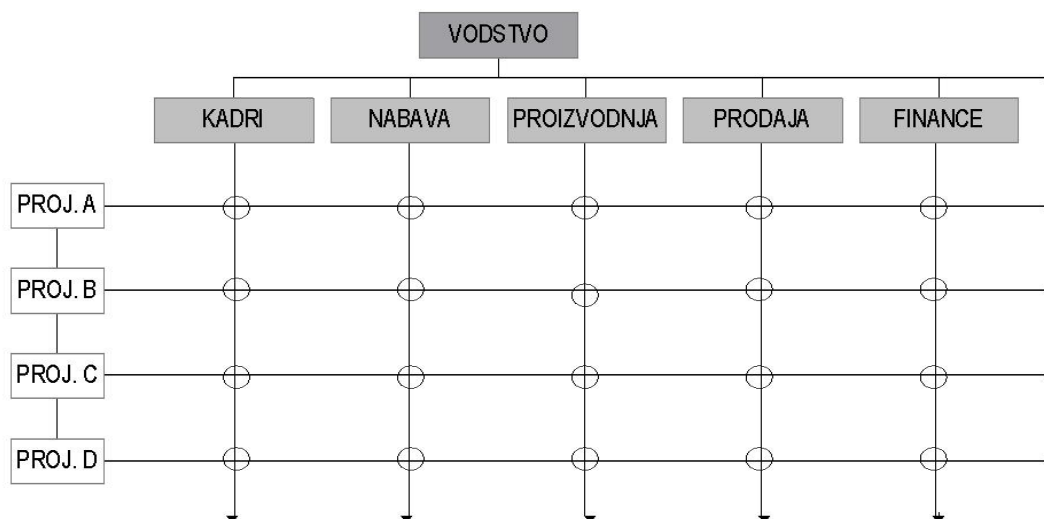 VODSTVO
KADRI
NABAVA
PROIZVODNJA
PRODAJA
FINANCE
PROJ. A
PROJ. B
PROJ. C
PROJ. D